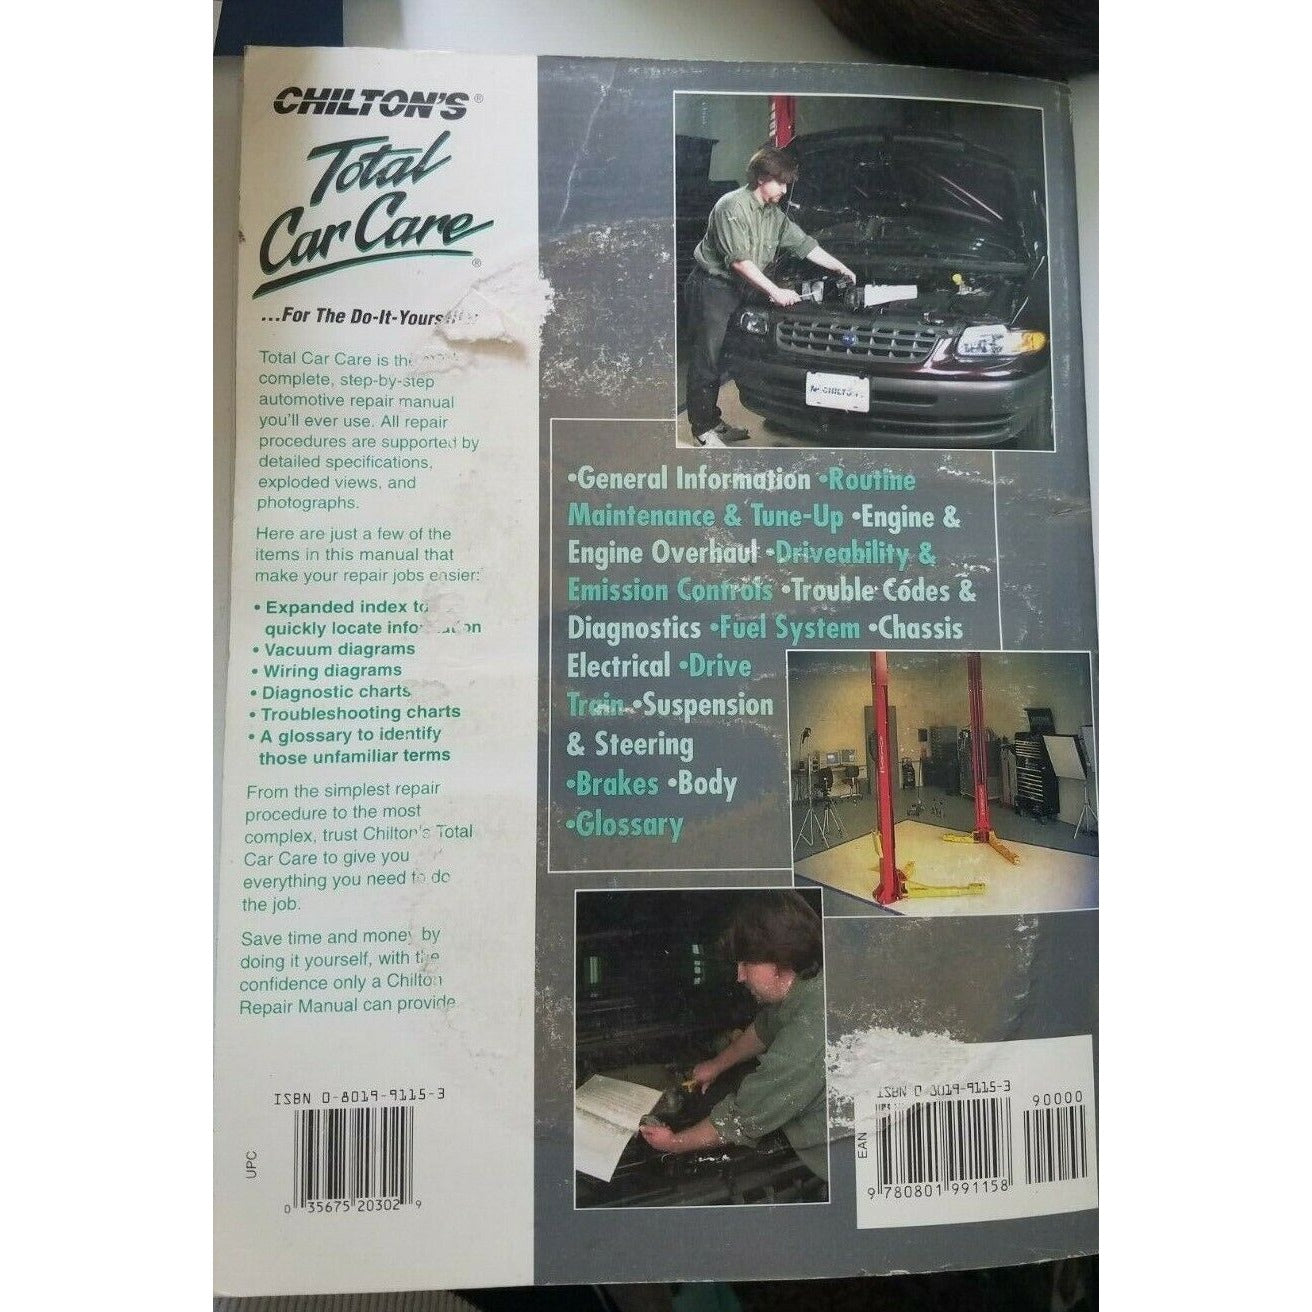 CHILTON'S®
Total
Car Care®
...For The Do-It-Yourselfer
Total Car Care is the most
complete, step-by-step
automotive repair manual
you'll ever use. All repair
procedures are supported by
detailed specifications,
exploded views, and
photographs.
Here are just a few of the
items in this manual that
make your repair jobs easier:
• Expanded index to
quickly locate information
• Vacuum diagrams
• Wiring diagrams
• Diagnostic charts
• Troubleshooting charts
• A glossary to identify
those unfamiliar terms
From the simplest repair
procedure to the most
complex, trust Chilton's Total
Car Care to give you
everything you need to do
the job.
Save time and money by
doing it yourself, with the
confidence only a Chilton
Repair Manual can provide.
ISBN 0-8019-9115-3
UPC
0 35675 20302 9
CHILTON
•General Information •Routine
Maintenance & Tune-Up •Engine &
Engine Overhaul •Driveability &
Emission Controls •Trouble Codes &
Diagnostics •Fuel System •Chassis
Electrical •Drive
Train •Suspension
& Steering
•Brakes •Body
•Glossary
ISBN 0-8019-9115-3
90000
EAN
9 780801 991158